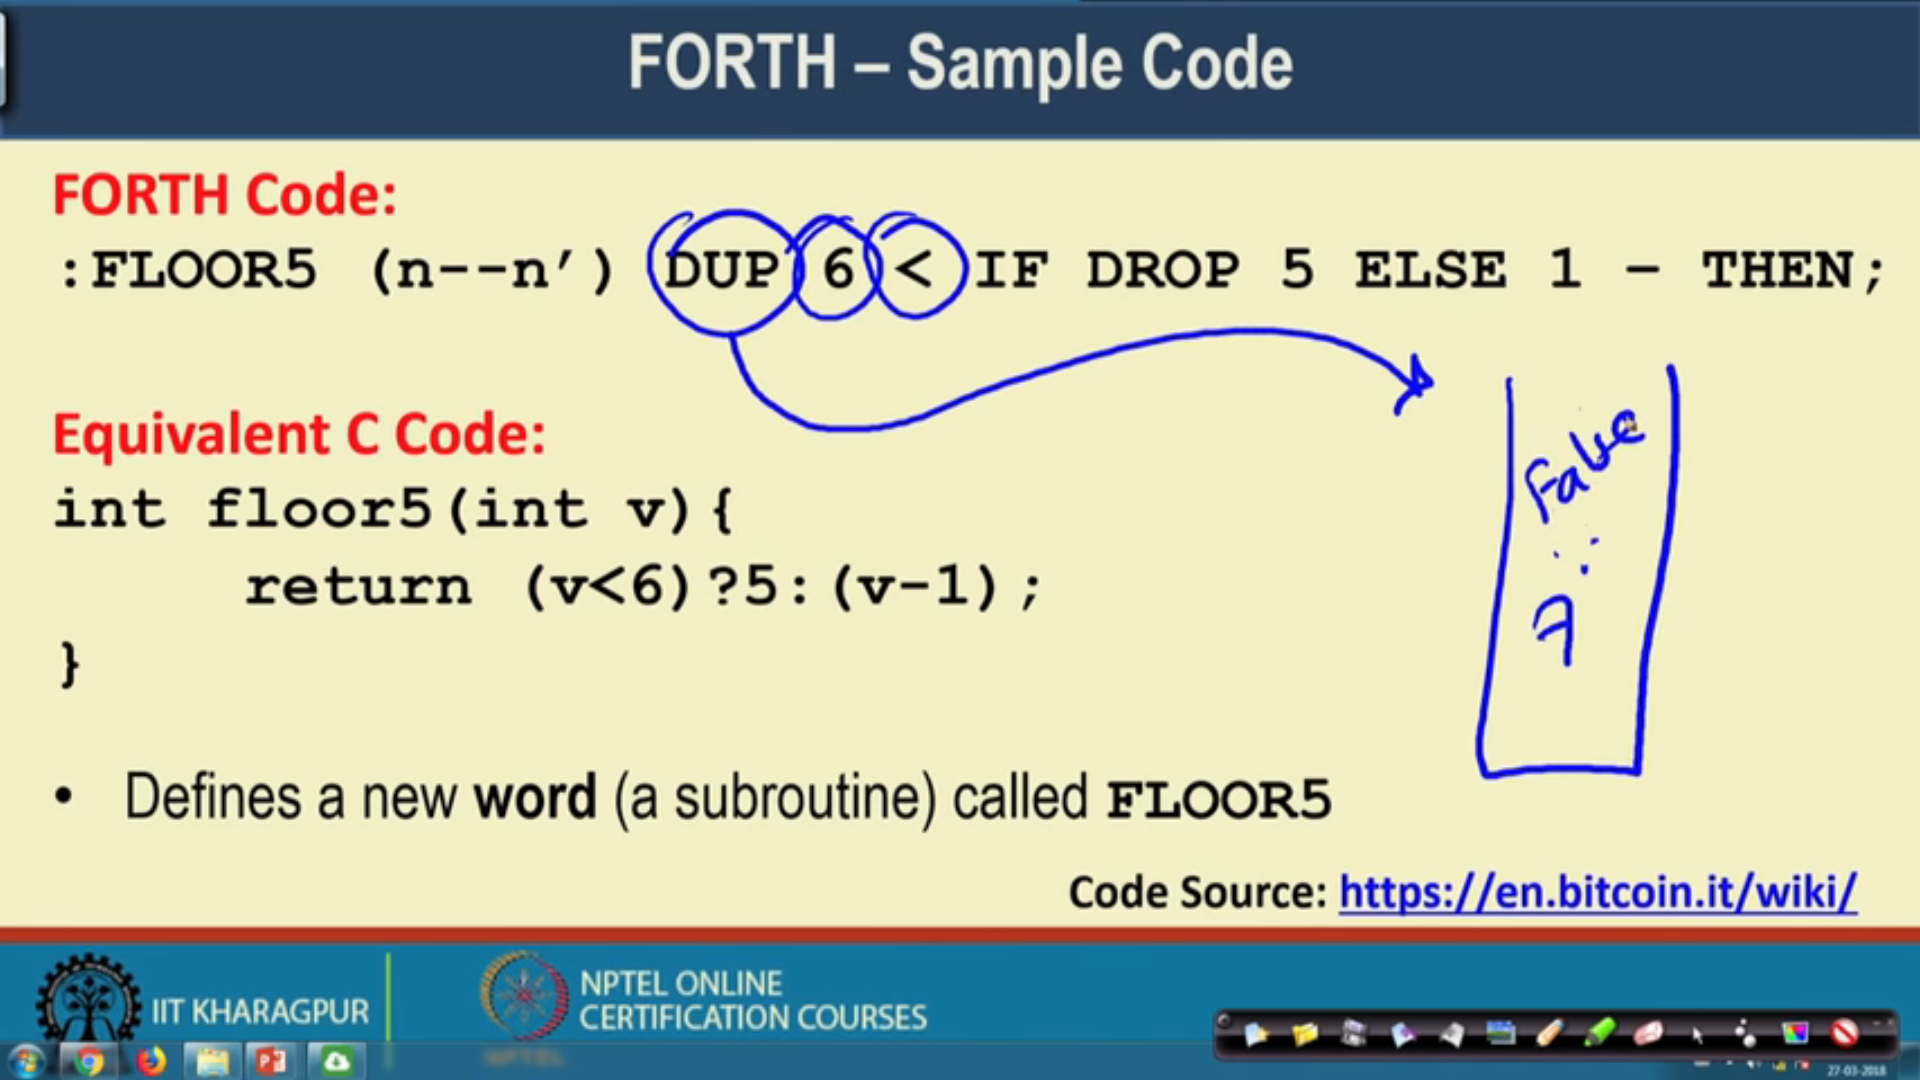 FORTH – Sample Code
FORTH Code:
:FLOOR5 (n--n’) DUP 6 < IF DROP 5 ELSE 1 – THEN;
Equivalent C Code:
int floor5(int v){
return (v<6)?5:(v-1);
}
False
7
• Defines a new word (a subroutine) called FLOOR5
Code Source: https://en.bitcoin.it/wiki/
IIT KHARAGPUR
NPTEL ONLINE
CERTIFICATION COURSES
NPTEL
27-03-2018